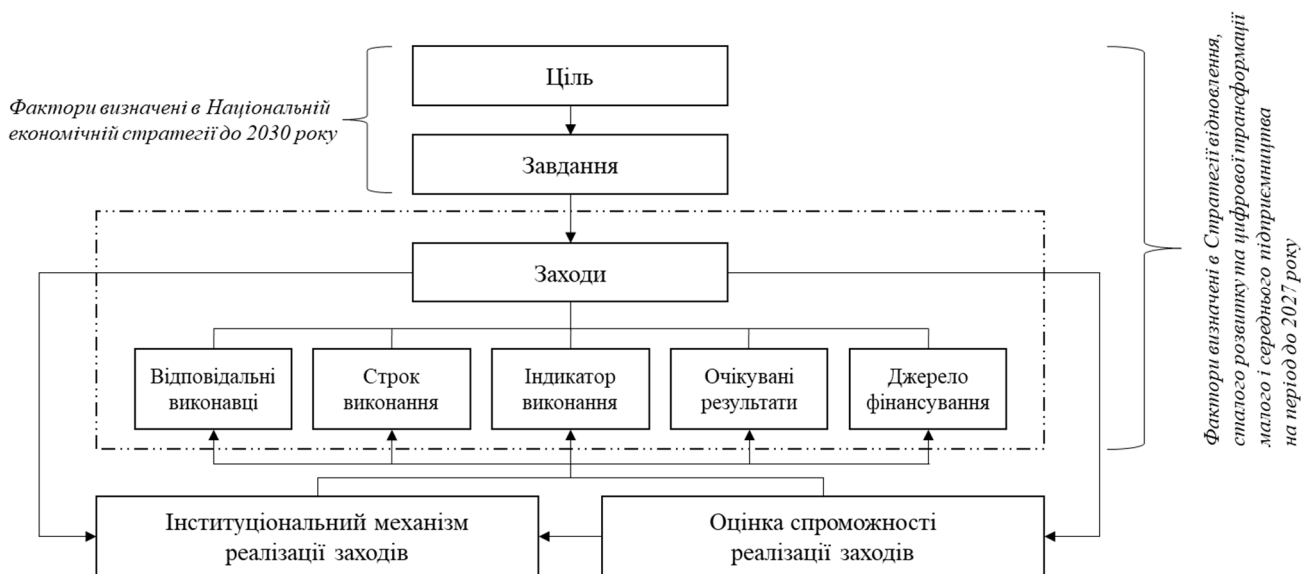 Ціль
Фактори визначені в Національній
економічній стратегії до 2030 року
Завдання
Заходи
Відповідальні
виконавці
Строк
виконання
Індикатор
виконання
Очікувані
результати
Джерело
фінансування
Інституціональний механізм
реалізації заходів
Оцінка спроможності
реалізації заходів
Фактори визначені в Стратегії відновлення,
сталого розвитку та цифрової трансформації
малого і середнього підприємництва
на період до 2027 року